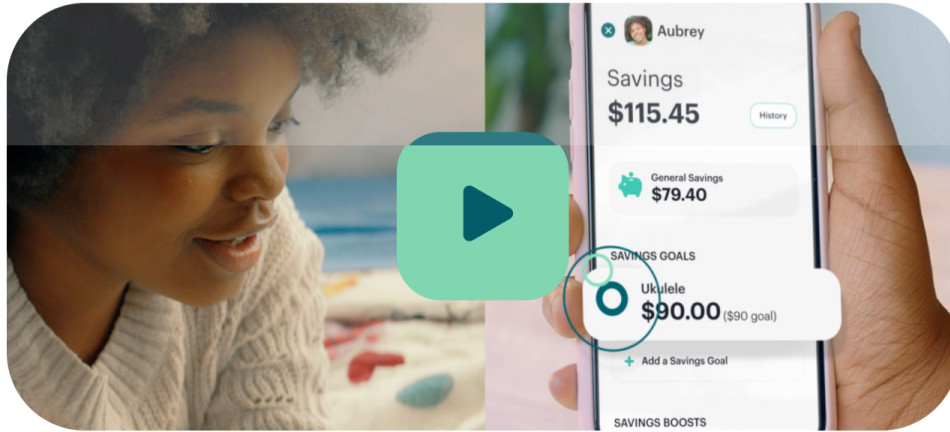 Aubrey
Savings
$115.45
History
General Savings
$79.40
SAVINGS GOALS
Ukulele
$90.00 ($90 goal)
Add a Savings Goal
SAVINGS BOOSTS